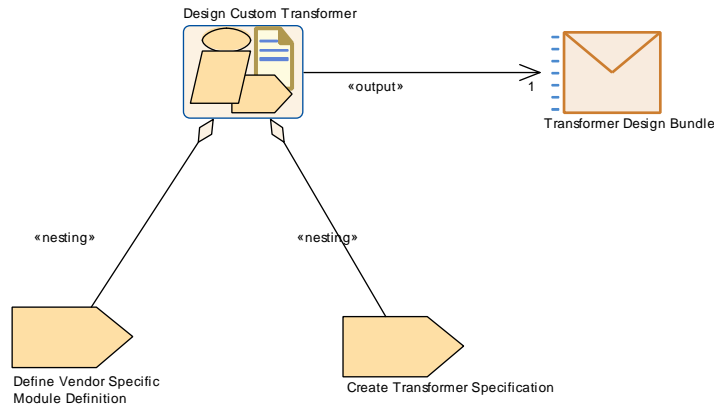 Design Custom Transformer
«output»
1
Transformer Design Bundle
«nesting»
«nesting»
Define Vendor Specific
Module Definition
Create Transformer Specification